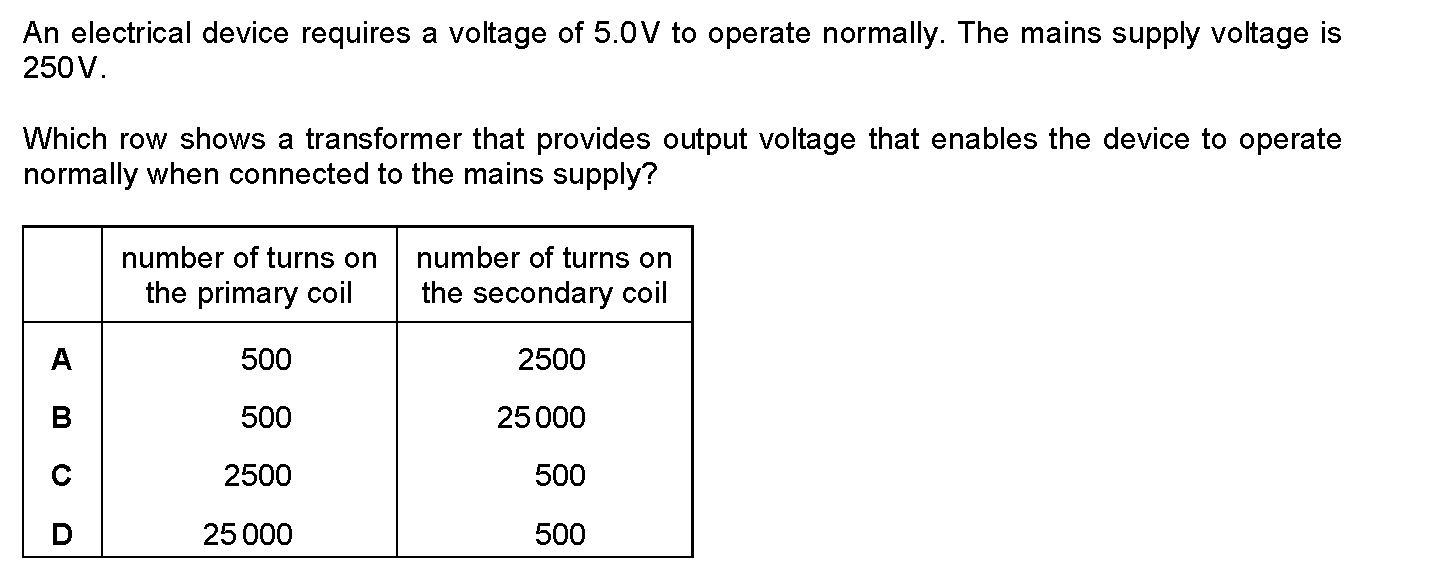 An electrical device requires a voltage of 5.0V to operate normally. The mains supply voltage is
250V.
Which row shows a transformer that provides output voltage that enables the device to operate
normally when connected to the mains supply?
number of turns on
the primary coil
number of turns on
the secondary coil
A 500 2500
B 500 25000
C 2500 500
D 25000 500